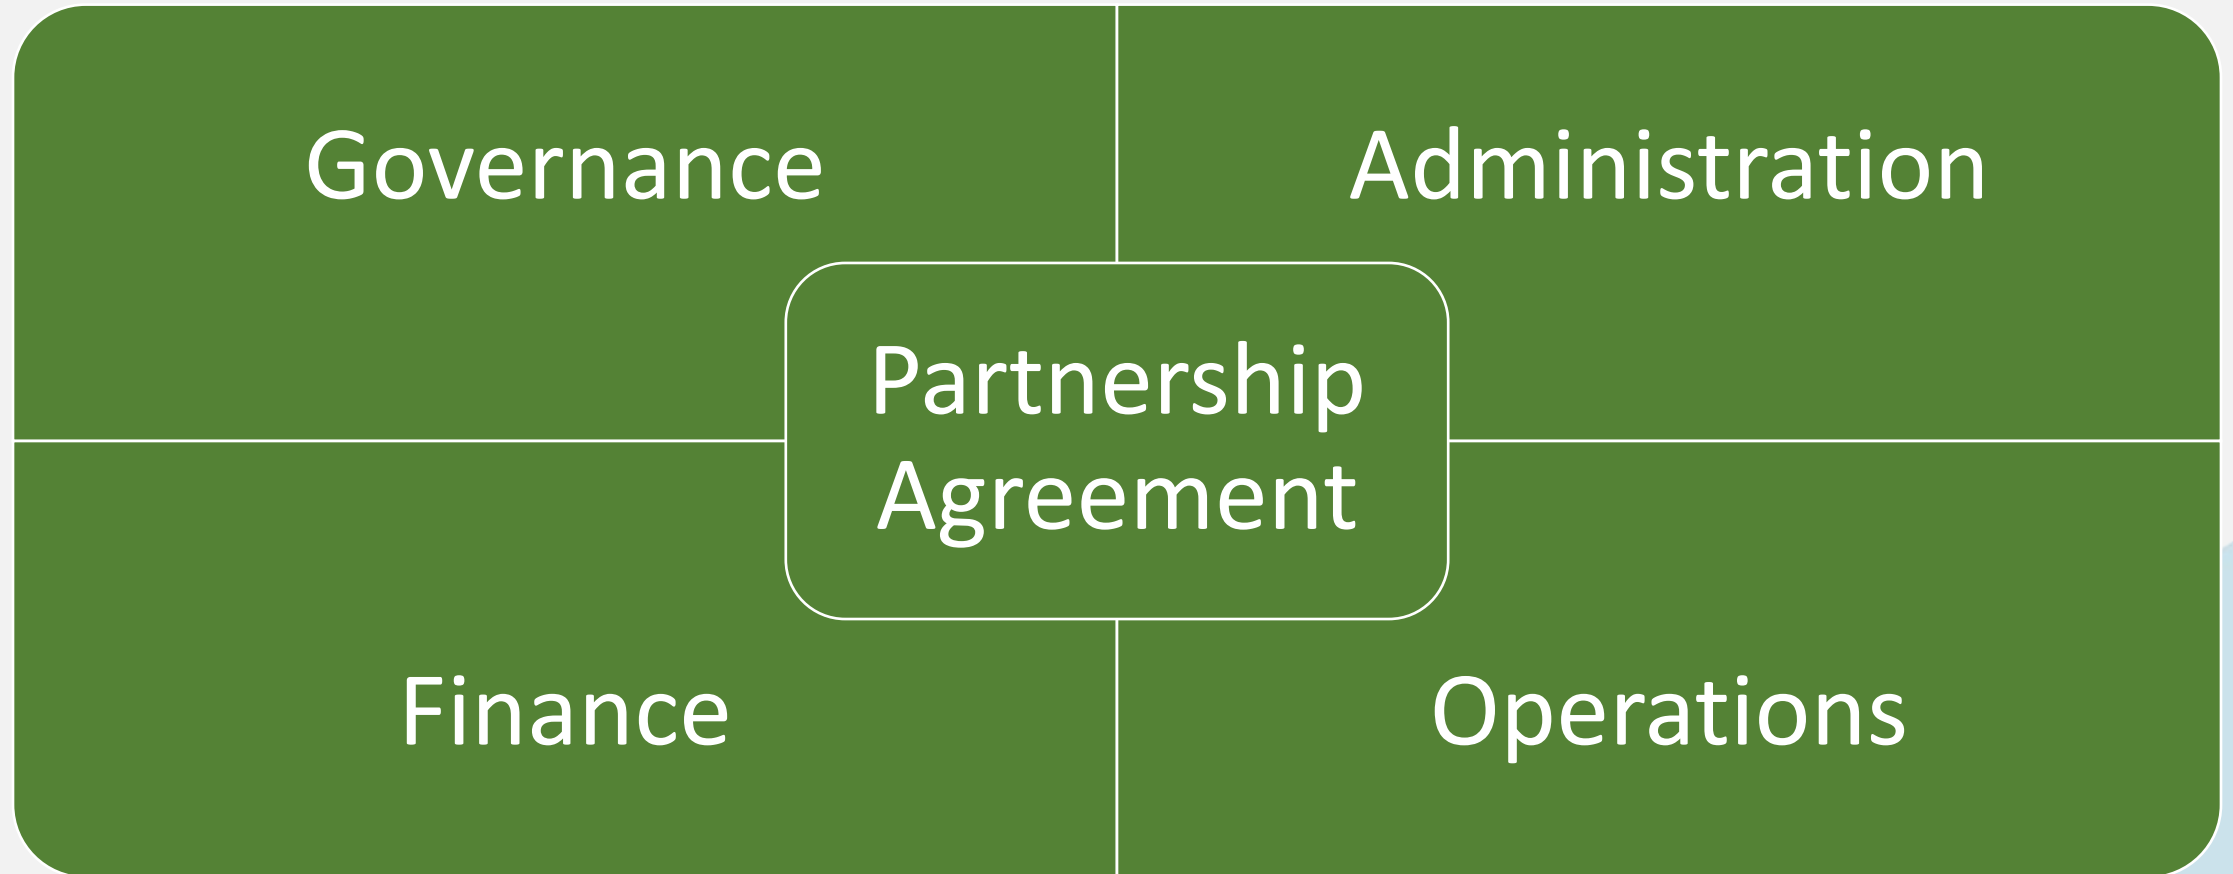 Governance
Administration
Partnership
Agreement
Finance
Operations